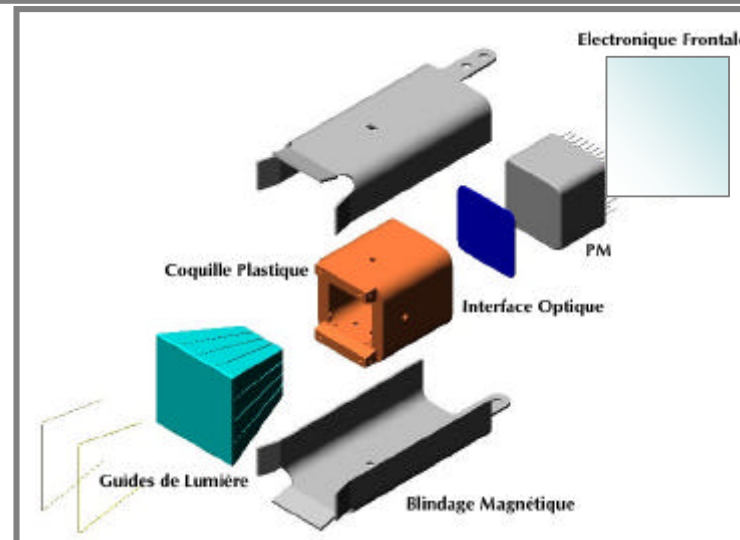 Electronique Frontale
PM
Coquille Plastique
Interface Optique
Guides de Lumière
Blindage Magnétique